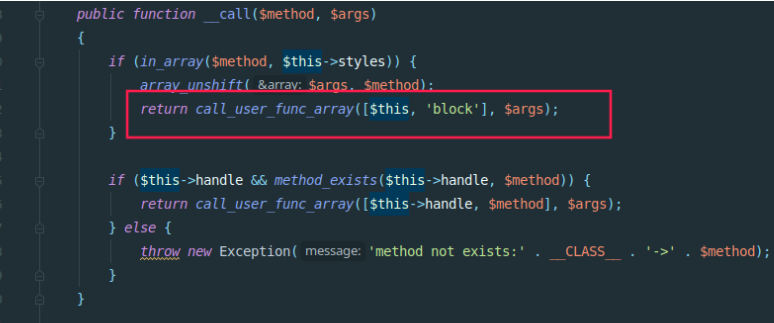 public function __call($method, $args)
{
if (in_array($method, $this->styles)) {
array_unshift( &array: $args, $method);
return call_user_func_array([$this, 'block'], $args);
}
if ($this->handle && method_exists($this->handle, $method)) {
return call_user_func_array([$this->handle, $method], $args);
} else {
throw new Exception( message: 'method not exists:' . __CLASS__ . '->' . $method);
}
}